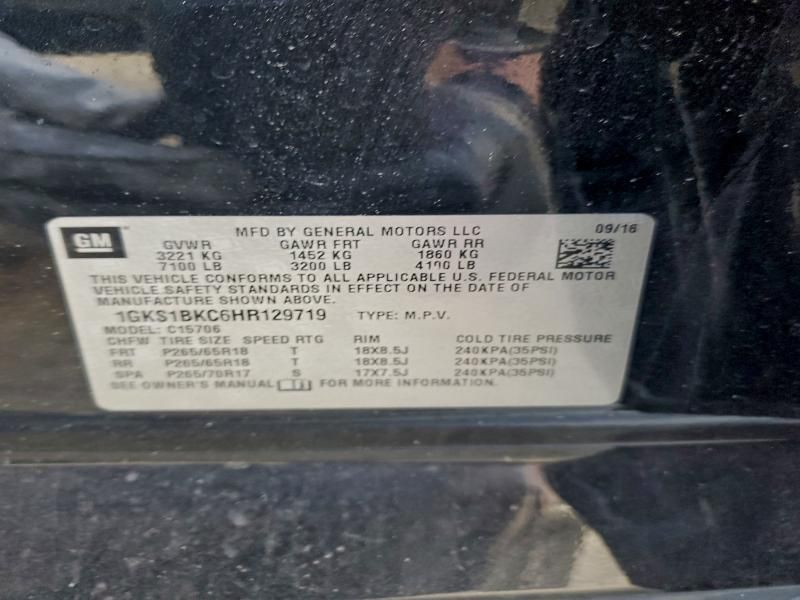 GM
MFD BY GENERAL MOTORS LLC 09/16
GVWR GAWR FRT GAWR RR
3221 KG 1452 KG 1860 KG
7100 LB 3200 LB 4100 LB
THIS VEHICLE CONFORMS TO ALL APPLICABLE U.S. FEDERAL MOTOR
VEHICLE SAFETY STANDARDS IN EFFECT ON THE DATE OF
MANUFACTURE SHOWN ABOVE.
1GKS1BKC6HR129719 TYPE: M.P.V.
MODEL: C15706
CHFW TIRE SIZE SPEED RTG RIM COLD TIRE PRESSURE
FRT P265/65R18 T 18X8.5J 240KPA(35PSI)
RR P265/65R18 T 18X8.5J 240KPA(35PSI)
SPA P265/70R17 S 17X7.5J 240KPA(35PSI)
SEE OWNER'S MANUAL FOR MORE INFORMATION.